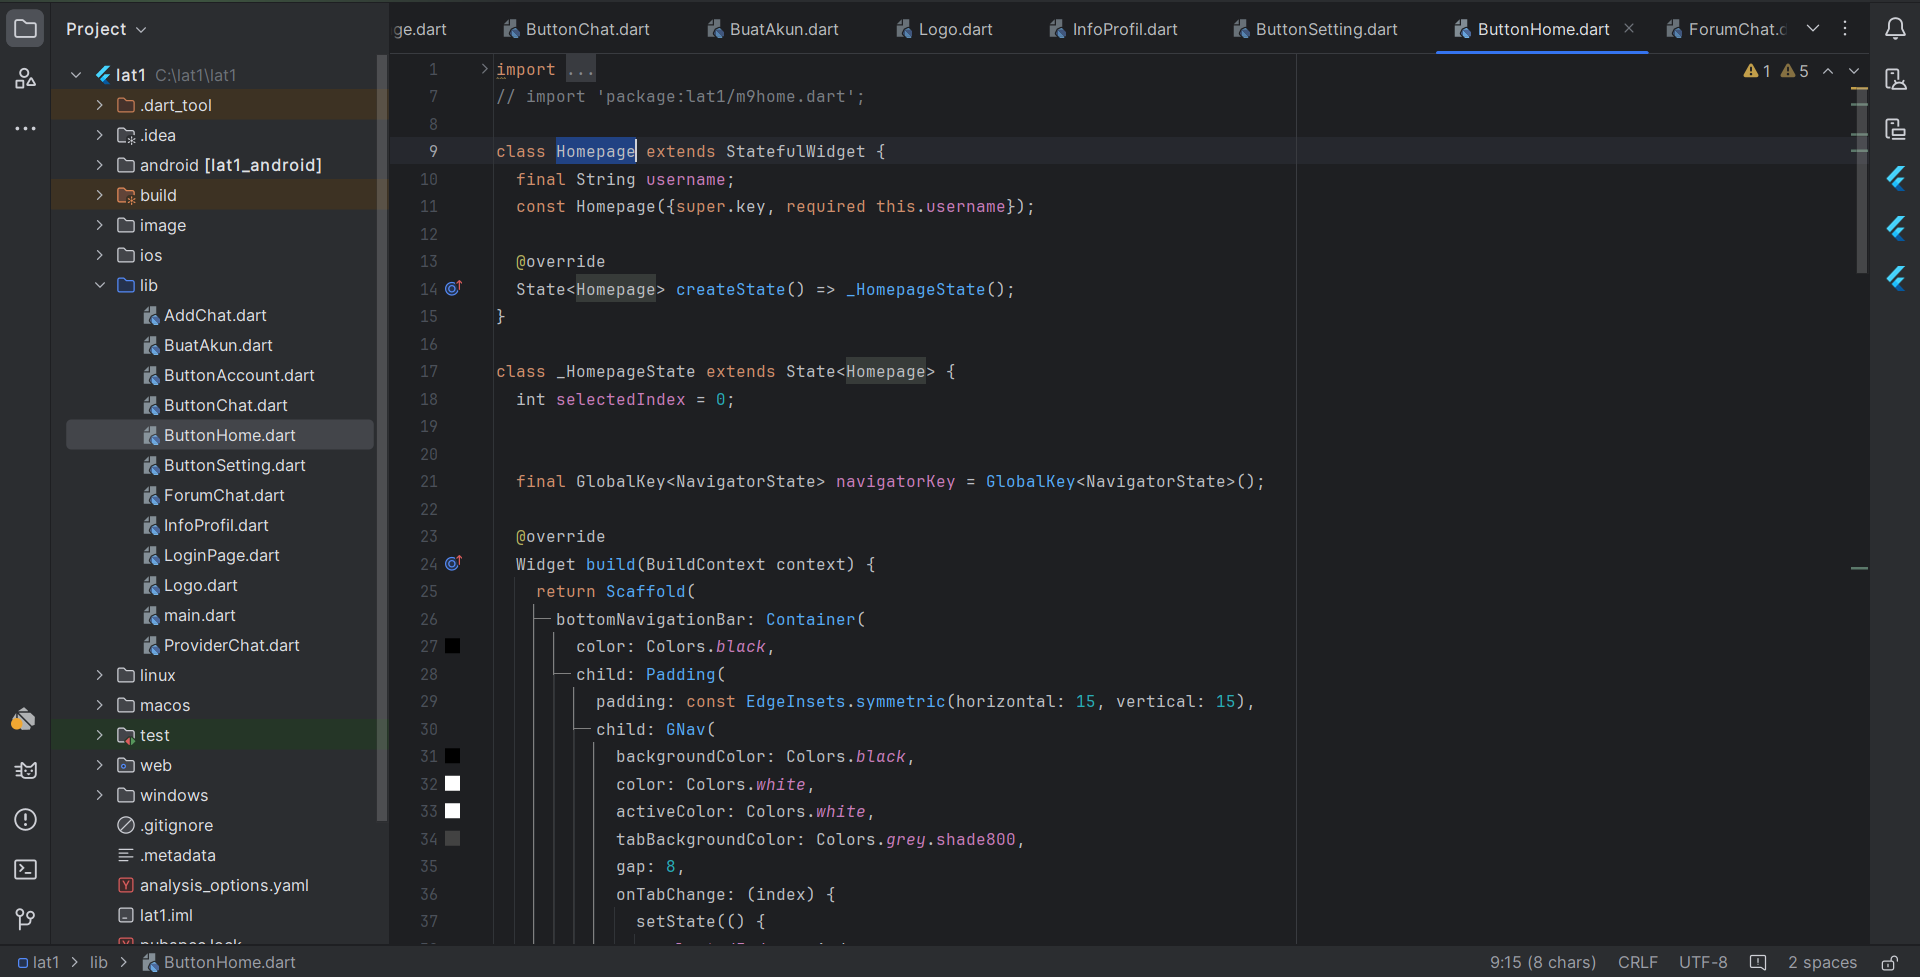 Project
lat1 C:\lat1\lat1
.dart_tool
.idea
android [lat1_android]
build
image
ios
lib
AddChat.dart
BuatAkun.dart
ButtonAccount.dart
ButtonChat.dart
ButtonHome.dart
ButtonSetting.dart
ForumChat.dart
InfoProfil.dart
LoginPage.dart
Logo.dart
main.dart
ProviderChat.dart
linux
macos
test
web
windows
.gitignore
.metadata
analysis_options.yaml
lat1.iml
ge.dart ButtonChat.dart BuatAkun.dart Logo.dart InfoProfil.dart ButtonSetting.dart ButtonHome.dart ForumChat.d
1 5
1 import ...
7 // import 'package:lat1/m9home.dart';
8
9 class Homepage extends StatefulWidget {
10 final String username;
11 const Homepage({super.key, required this.username});
12
13 @override
14 State<Homepage> createState() => _HomepageState();
15 }
16
17 class _HomepageState extends State<Homepage> {
18 int selectedIndex = 0;
19
20
21 final GlobalKey<NavigatorState> navigatorKey = GlobalKey<NavigatorState>();
22
23 @override
24 Widget build(BuildContext context) {
25 return Scaffold(
26 bottomNavigationBar: Container(
27 color: Colors.black,
28 child: Padding(
29 padding: const EdgeInsets.symmetric(horizontal: 15, vertical: 15),
30 child: GNav(
31 backgroundColor: Colors.black,
32 color: Colors.white,
33 activeColor: Colors.white,
34 tabBackgroundColor: Colors.grey.shade800,
35 gap: 8,
36 onTabChange: (index) {
37 setState(() {
lat1 > lib > ButtonHome.dart
9:15 (8 chars) CRLF UTF-8 2 spaces